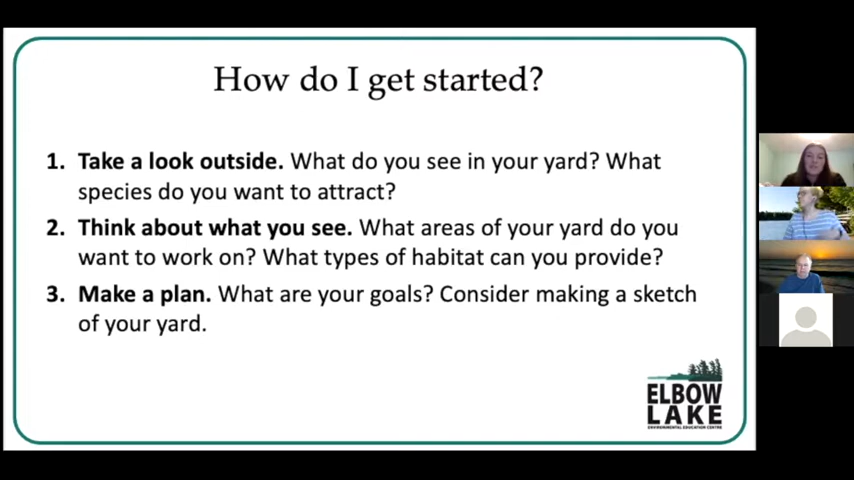 How do I get started?
1. Take a look outside. What do you see in your yard? What
species do you want to attract?
2. Think about what you see. What areas of your yard do you
want to work on? What types of habitat can you provide?
3. Make a plan. What are your goals? Consider making a sketch
of your yard.
ELBOW
LAKE
ENVIRONMENTAL EDUCATION CENTRE